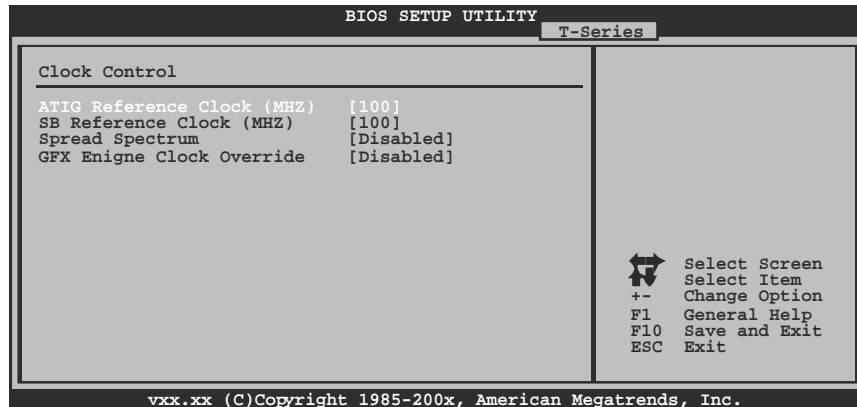 BIOS SETUP UTILITY
T-Series
Clock Control
ATIG Reference Clock (MHZ) [100]
SB Reference Clock (MHZ) [100]
Spread Spectrum [Disabled]
GFX Enigne Clock Override [Disabled]
Select Screen
Select Item
+- Change Option
F1 General Help
F10 Save and Exit
ESC Exit
vxx.xx (C)Copyright 1985-200x, American Megatrends, Inc.